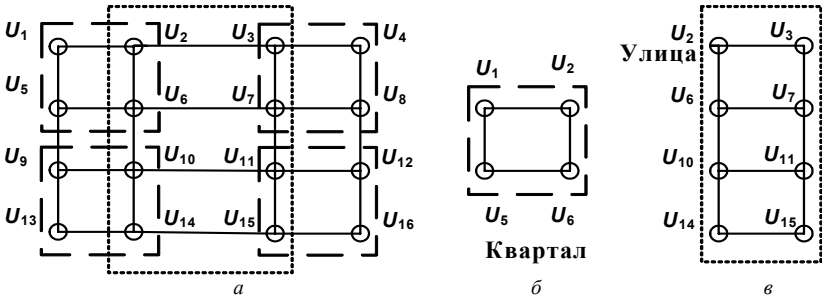 U1 U2 U3 U4
U5 U6 U7 U8
U9 U10 U11 U12
U13 U14 U15 U16
а
U1 U2
U5 U6
Квартал
б
U2 U3
Улица
U6 U7
U10 U11
U14 U15
в